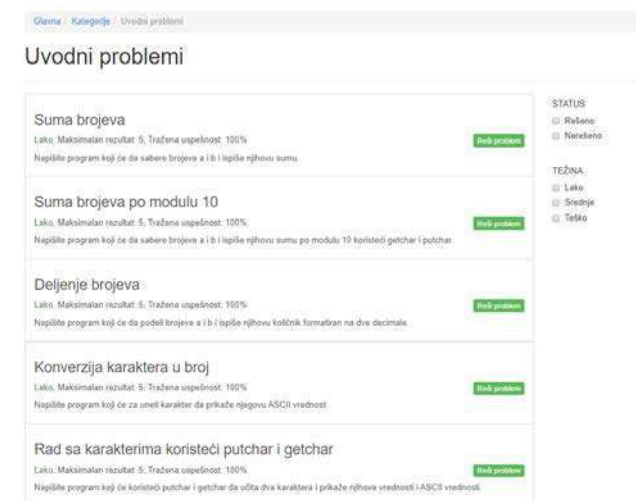 Glavna / Kategorije / Uvodni problemi
Uvodni problemi
Suma brojeva
Lako, Maksimalan rezultat: 5, Tražena uspešnost: 100%
Reši problem
Napišite program koji će da sabere brojeve a i b i ispiše njihovu sumu.
Suma brojeva po modulu 10
Lako, Maksimalan rezultat: 5, Tražena uspešnost: 100%
Reši problem
Napišite program koji će da sabere brojeve a i b i ispiše njihovu sumu po modulu 10 koristeći getchar i putchar.
Deljenje brojeva
Lako, Maksimalan rezultat: 5, Tražena uspešnost: 100%
Reši problem
Napišite program koji će da podeli brojeve a i b i ispiše njihovu količnik formatiran na dve decimale.
Konverzija karaktera u broj
Lako, Maksimalan rezultat: 5, Tražena uspešnost: 100%
Reši problem
Napišite program koji će za uneti karakter da prikaže njegovu ASCII vrednost.
Rad sa karakterima koristeći putchar i getchar
Lako, Maksimalan rezultat: 5, Tražena uspešnost: 100%
Reši problem
Napišite program koji će koristeći putchar i getchar da učita dva karaktera i prikaže njihove vrednosti i ASCII vrednosti.
STATUS
Rešeno
Nerešeno
TEŽINA
Lako
Srednje
Teško